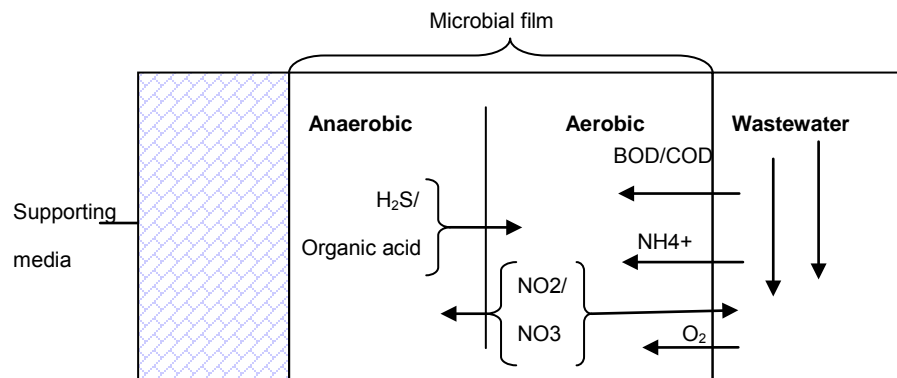 Microbial film
Anaerobic
Aerobic
Wastewater
BOD/COD
H₂S/
Organic acid
Supporting
media
NH4+
NO2/
NO3
O₂